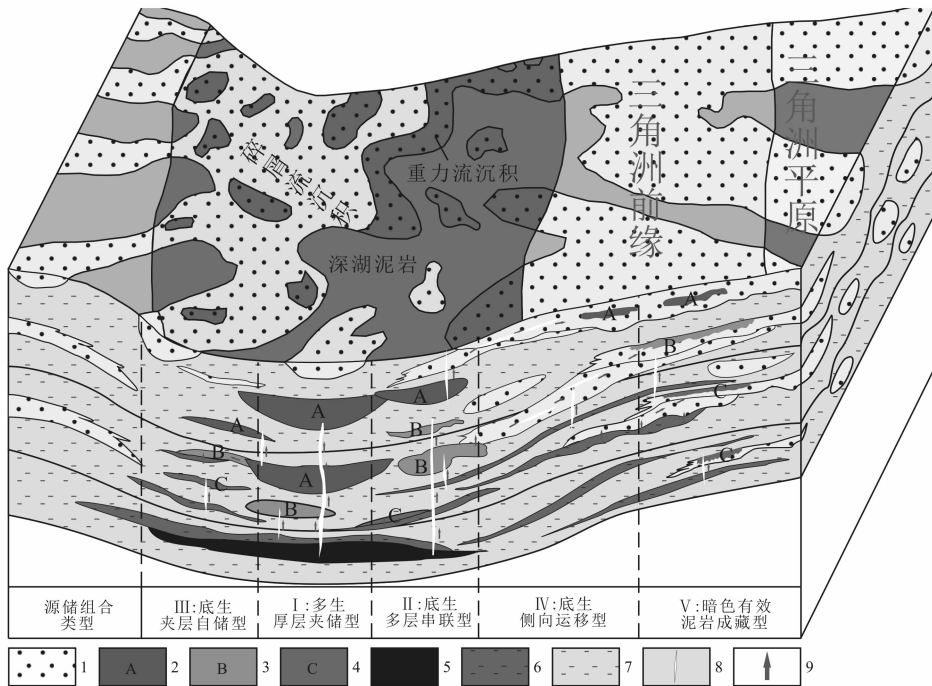 碎屑流沉积
重力流沉积
深湖泥岩
三角洲前缘
三角洲平原
A
A
B
A
A
C
A
B
B
A
B
C
C
B
C
源储组合
类型
Ⅲ:底生
夹层自储型
Ⅰ:多生
厚层夹储型
Ⅱ:底生
多层串联型
Ⅳ:底生
侧向运移型
Ⅴ:暗色有效
泥岩成藏型
1
A 2
B 3
C 4
5
6
7
8
9